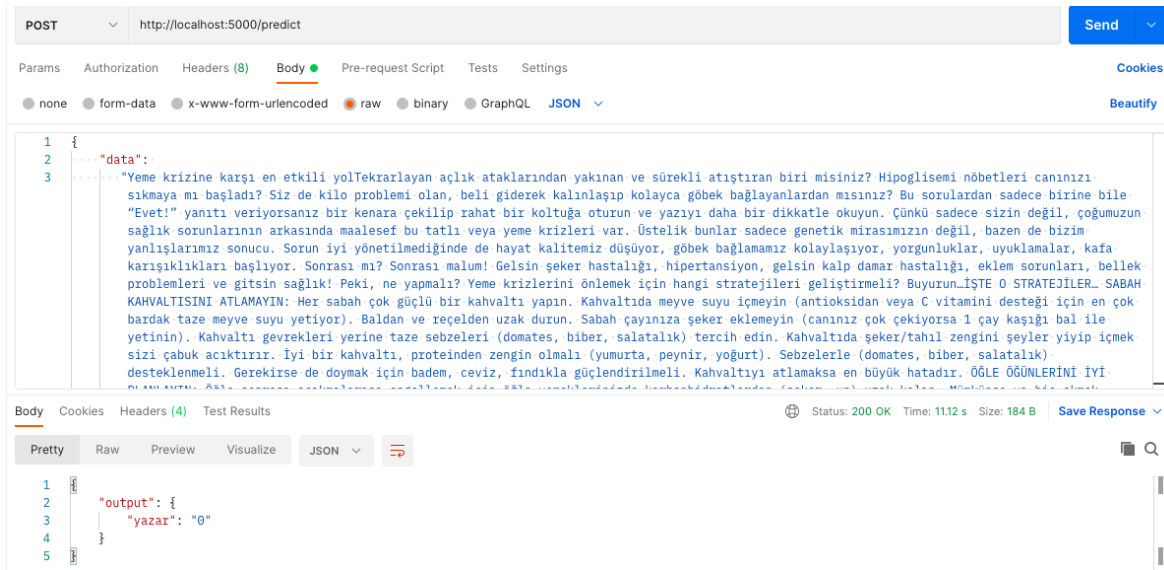 POST http://localhost:5000/predict Send
Params Authorization Headers (8) Body Pre-request Script Tests Settings Cookies
none form-data x-www-form-urlencoded raw binary GraphQL JSON Beautify
1 {
2 "data":
3 "Yeme krizine karşı en etkili yolTekrarlayan açlık ataklarından yakınan ve sürekli atıştıran biri misiniz? Hipoglisemi nöbetleri canınızı
sıkmaya mı başladı? Siz de kilo problemi olan, beli giderek kalınlaşıp kolayca göbek bağlayanlardan mısınız? Bu sorulardan sadece birine bile
“Evet!” yanıtı veriyorsanız bir kenara çekilip rahat bir koltuğa oturun ve yazıyı daha bir dikkatle okuyun. Çünkü sadece sizin değil, çoğumuzun
sağlık sorunlarının arkasında maalesef bu tatlı veya yeme krizleri var. Üstelik bunlar sadece genetik mirasımızın değil, bazen de bizim
yanlışlarımız sonucu. Sorun iyi yönetilmediğinde de hayat kalitemiz düşüyor, göbek bağlamamız kolaylaşıyor, yorgunluklar, uyuklamalar, kafa
karışıklıkları başlıyor. Sonrası mı? Sonrası malum! Gelsin şeker hastalığı, hipertansiyon, gelsin kalp damar hastalığı, eklem sorunları, bellek
problemleri ve gitsin sağlık! Peki, ne yapmalı? Yeme krizlerini önlemek için hangi stratejileri geliştirmeli? Buyurun…İŞTE O STRATEJİLER… SABAH
KAHVALTISINI ATLAMAYIN: Her sabah çok güçlü bir kahvaltı yapın. Kahvaltıda meyve suyu içmeyin (antioksidan veya C vitamini desteği için en çok
bardak taze meyve suyu yetiyor). Baldan ve reçelden uzak durun. Sabah çayınıza şeker eklemeyin (canınız çok çekiyorsa 1 çay kaşığı bal ile
yetinin). Kahvaltı gevrekleri yerine taze sebzeleri (domates, biber, salatalık) tercih edin. Kahvaltıda şeker/tahıl zengini şeyler yiyip içmek
sizi çabuk acıktırır. İyi bir kahvaltı, proteinden zengin olmalı (yumurta, peynir, yoğurt). Sebzelerle (domates, biber, salatalık)
desteklenmeli. Gerekirse de doymak için badem, ceviz, fındıkla güçlendirilmeli. Kahvaltıyı atlamaksa en büyük hatadır. ÖĞLE ÖĞÜNLERİNİ İYİ
Body Cookies Headers (4) Test Results Status: 200 OK Time: 11.12 s Size: 184 B Save Response
Pretty Raw Preview Visualize JSON
1 {
2 "output": {
3 "yazar": "0"
4 }
5 }